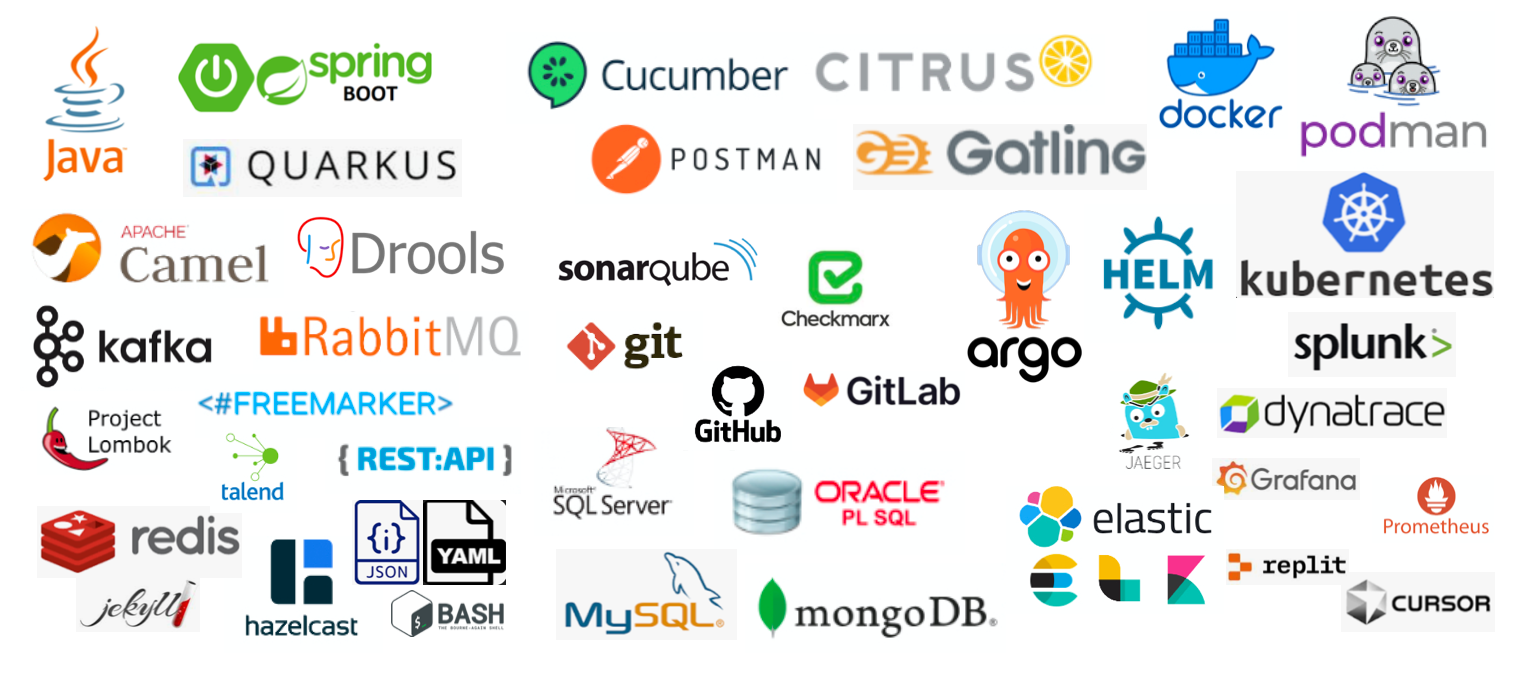 Java
spring
BOOT
Cucumber
CITRUS
docker
podman
QUARKUS
POSTMAN
Gatling
APACHE
Camel
Drools
sonarqube
Checkmarx
argo
HELM
kubernetes
kafka
RabbitMQ
git
splunk>
<#FREEMARKER>
GitHub
GitLab
Project
Lombok
talend
{ REST:API }
JAEGER
dynatrace
Grafana
Microsoft
SQL Server
ORACLE
PL SQL
elastic
Prometheus
redis
{i}
JSON
YAML
replit
jekyll
hazelcast
$_
BASH
THE BOURNE-AGAIN SHELL
MySQL®
mongoDB®
ELK
CURSOR